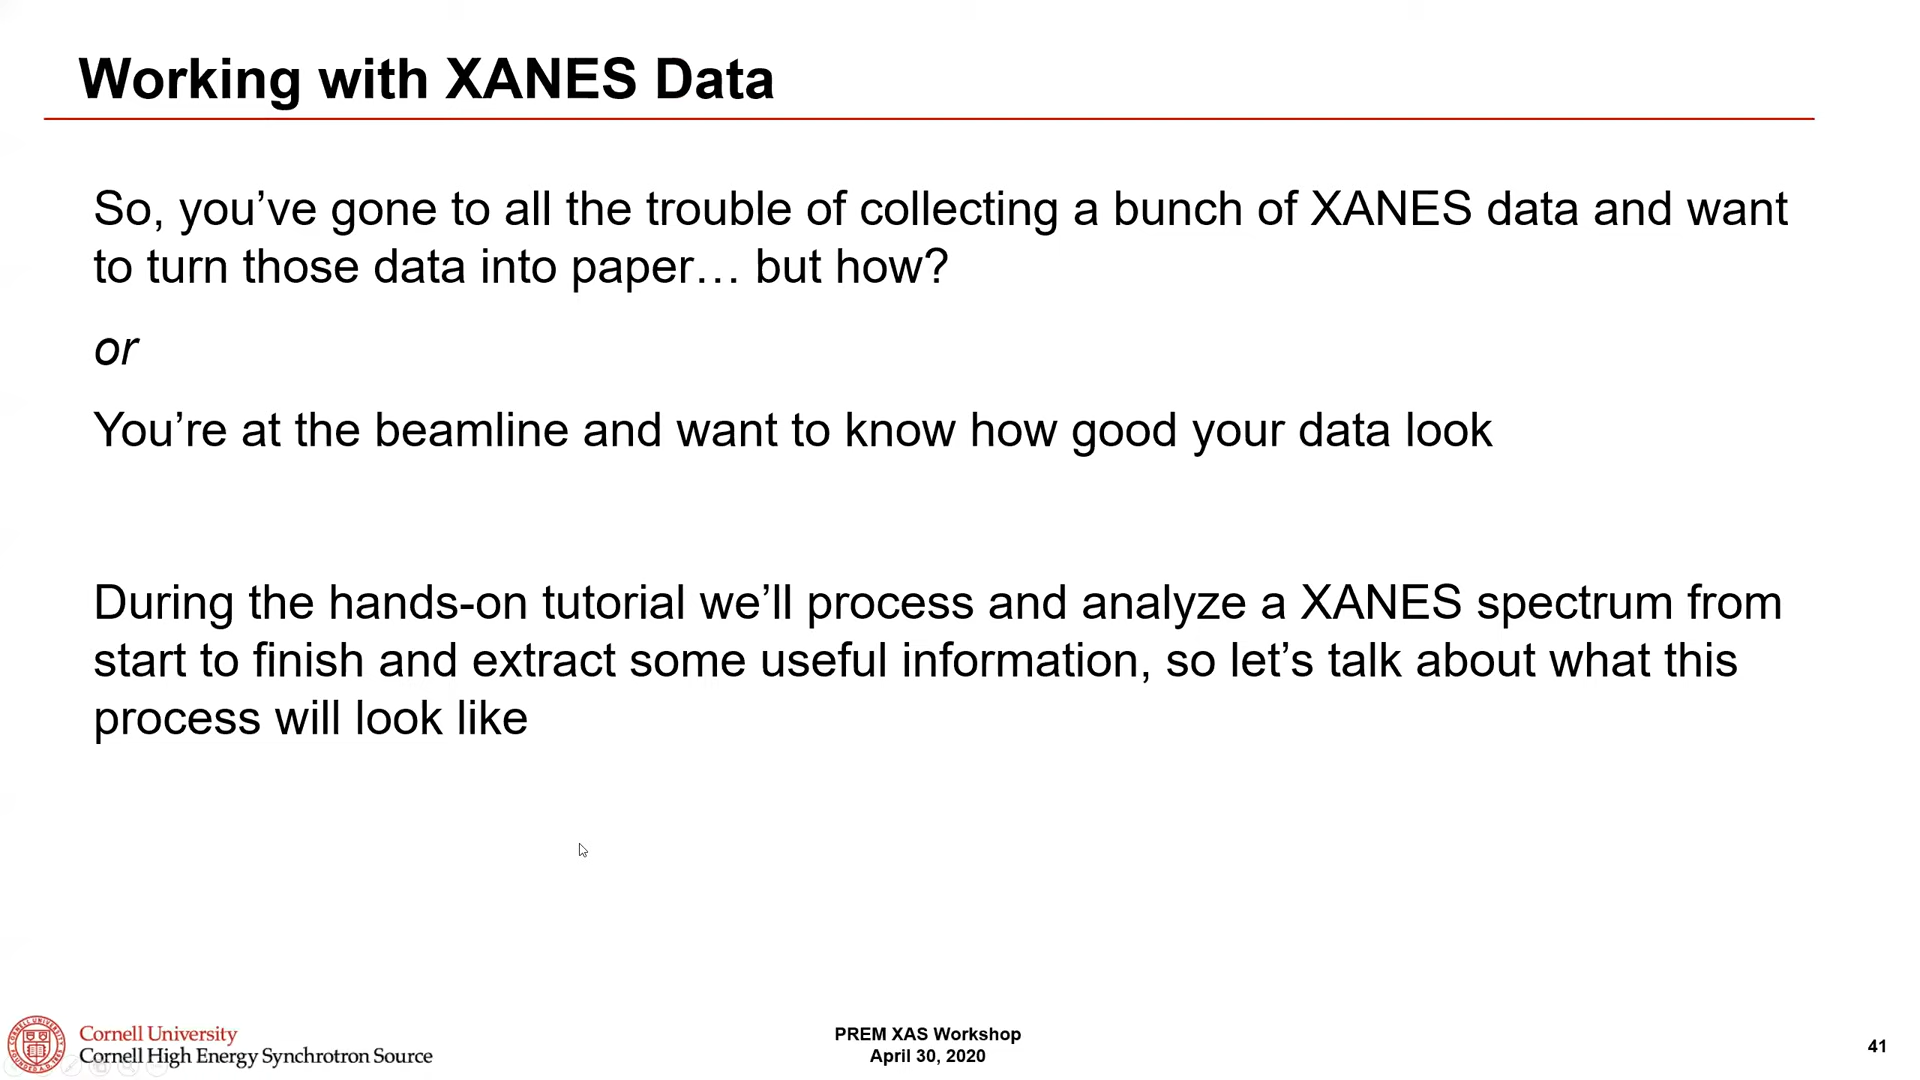 Working with XANES Data
So, you’ve gone to all the trouble of collecting a bunch of XANES data and want
to turn those data into paper… but how?
or
You’re at the beamline and want to know how good your data look
During the hands-on tutorial we’ll process and analyze a XANES spectrum from
start to finish and extract some useful information, so let’s talk about what this
process will look like
Cornell University
Cornell High Energy Synchrotron Source
PREM XAS Workshop
April 30, 2020
41